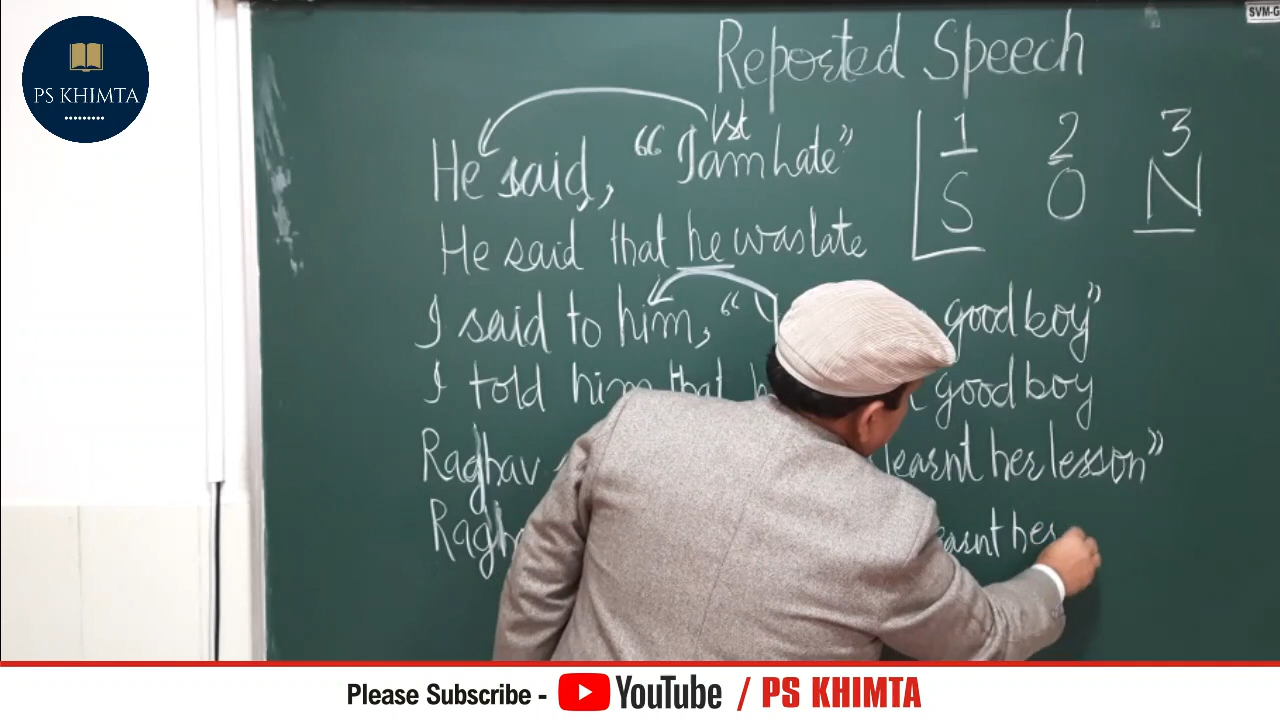 SVM-G
PS KHIMTA
Reported Speech
1 2 3
S O N
1st
He said, “I am late”
He said that he was late
I said to him, “ good boy”
I told him that good boy
Raghav learnt her lesson”
her
Please Subscribe - YouTube / PS KHIMTA